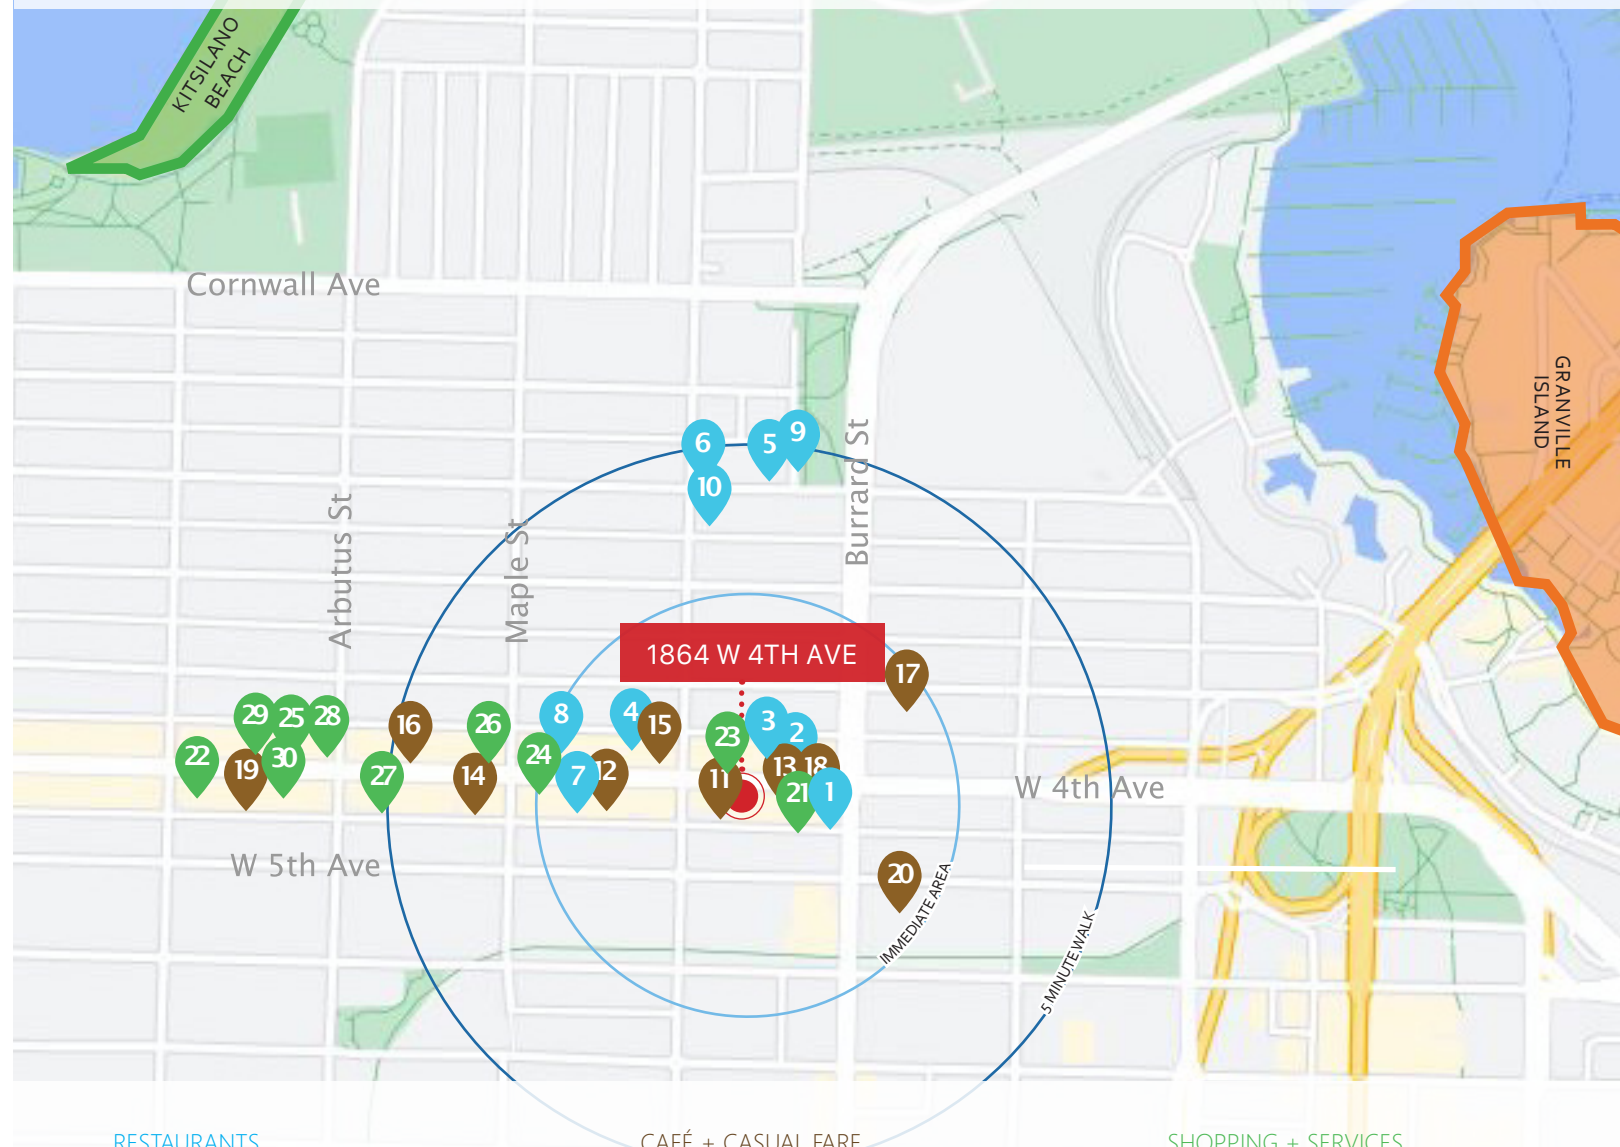 KITSILANO
BEACH
Cornwall Ave
GRANVILLE
ISLAND
6
5
9
10
Burrard St
Arbutus St
Maple St
1864 W 4TH AVE
17
29
25
28
16
26
8
4
15
23
3
2
22
19
30
27
14
24
7
12
11
13
18
21
1
W 4th Ave
W 5th Ave
20
IMMEDIATE AREA
5 MINUTE WALK
RESTAURANTS
CAFÉ + CASUAL FARE
SHOPPING + SERVICES